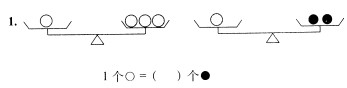 1.
1 个○ = (    ) 个●